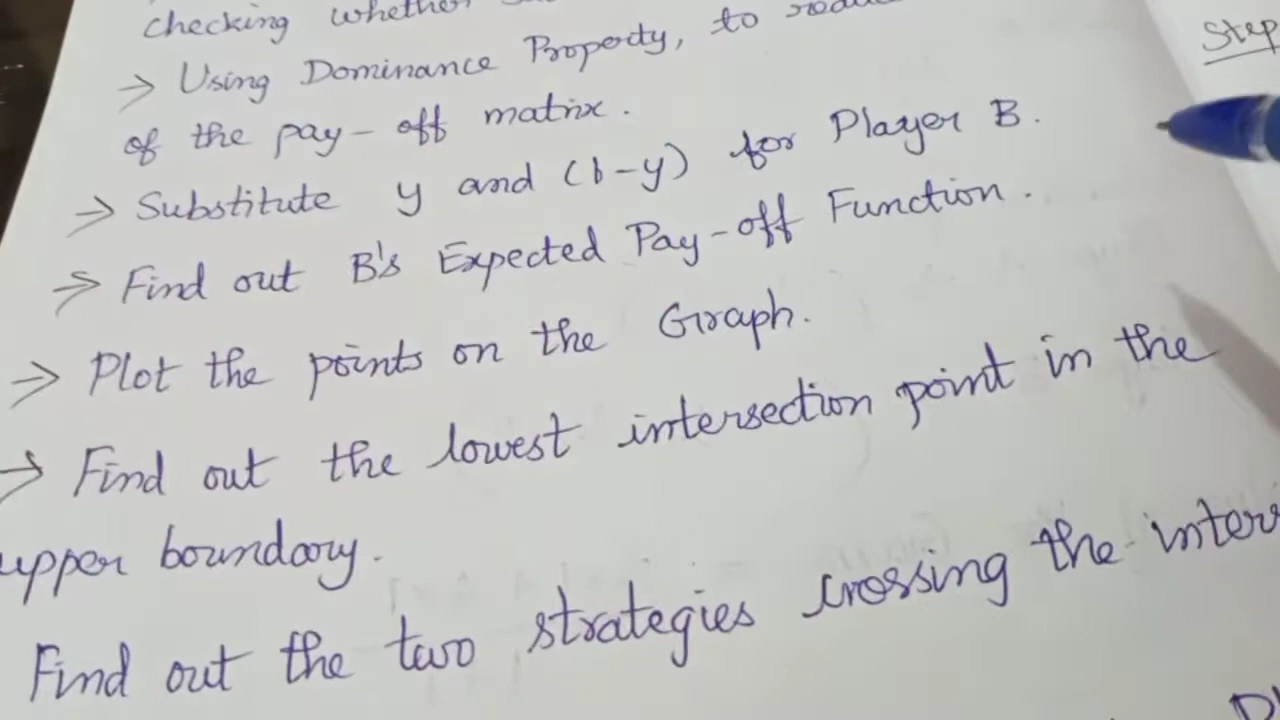 checking whether
→ Using Dominance Property, to
of the pay-off matrix.
→ Substitute y and (b-y) for Player B.
→ Find out B's Expected Pay-off Function.
→ Plot the points on the Graph.
→ Find out the lowest intersection point in the
upper boundary.
Find out the two strategies crossing the
Step